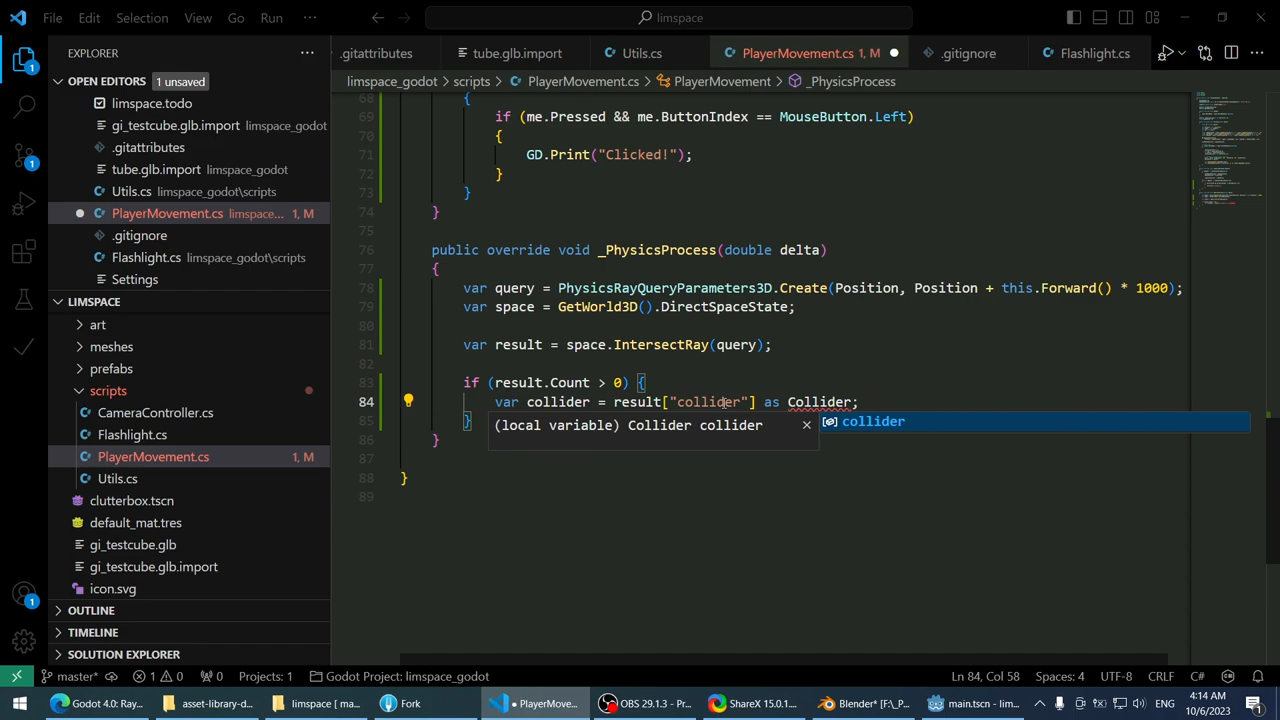 File Edit Selection View Go Run ··· limspace
EXPLORER ···
OPEN EDITORS 1 unsaved
limspace.todo
gi_testcube.glb.import limspace_godot
.gitattributes
tube.glb.import limspace_godot
Utils.cs limspace_godot\scripts
PlayerMovement.cs limspace... 1, M
.gitignore
Flashlight.cs limspace_godot\scripts
Settings
LIMSPACE
art
meshes
prefabs
scripts
CameraController.cs
Flashlight.cs
PlayerMovement.cs 1, M
Utils.cs
clutterbox.tscn
default_mat.tres
gi_testcube.glb
gi_testcube.glb.import
icon.svg
OUTLINE
TIMELINE
SOLUTION EXPLORER
.gitattributes tube.glb.import Utils.cs PlayerMovement.cs 1, M .gitignore Flashlight.cs ···
limspace_godot > scripts > PlayerMovement.cs > PlayerMovement > _PhysicsProcess
68 {
69 (me.Pressed && me.ButtonIndex == MouseButton.Left)
70
71 GD.Print("Clicked!");
72 }
73 }
74 }
75
76 public override void _PhysicsProcess(double delta)
77 {
78 var query = PhysicsRayQueryParameters3D.Create(Position, Position + this.Forward() * 1000);
79 var space = GetWorld3D().DirectSpaceState;
80
81 var result = space.IntersectRay(query);
82
83 if (result.Count > 0) {
84 var collider = result["collider"] as Collider;
85 }
(local variable) Collider collider
collider
86 }
87
88 }
89
master* 1 0 0 Projects: 1 Godot Project: limspace_godot Ln 84, Col 58 Spaces: 4 UTF-8 CRLF C#
Godot 4.0: Ray... asset-library-d... limspace [ ma... Fork PlayerMove... OBS 29.1.3 - Pr... ShareX 15.0.1... Blender* [F:\_P... main.tscn - lim... ENG 4:14 AM
10/6/2023 1